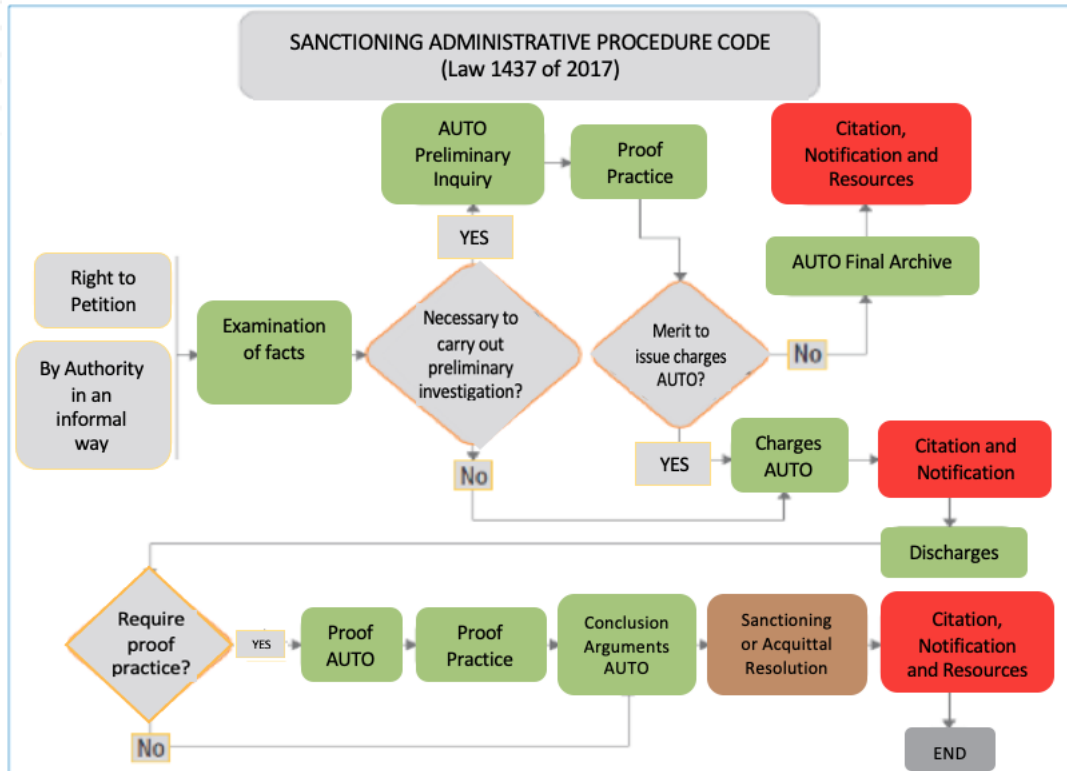 SANCTIONING ADMINISTRATIVE PROCEDURE CODE
(Law 1437 of 2017)
AUTO
Preliminary
Inquiry
Proof
Practice
Citation,
Notification and
Resources
YES
AUTO Final Archive
Right to
Petition
By Authority
in an
informal
way
Examination
of facts
Necessary to
carry out
preliminary
investigation?
Merit to
issue charges
AUTO?
No
YES
Charges
AUTO
Citation and
Notification
No
Discharges
Require
proof
practice?
YES
Proof
AUTO
Proof
Practice
Conclusion
Arguments
AUTO
Sanctioning
or Acquittal
Resolution
Citation,
Notification
and Resources
No
END